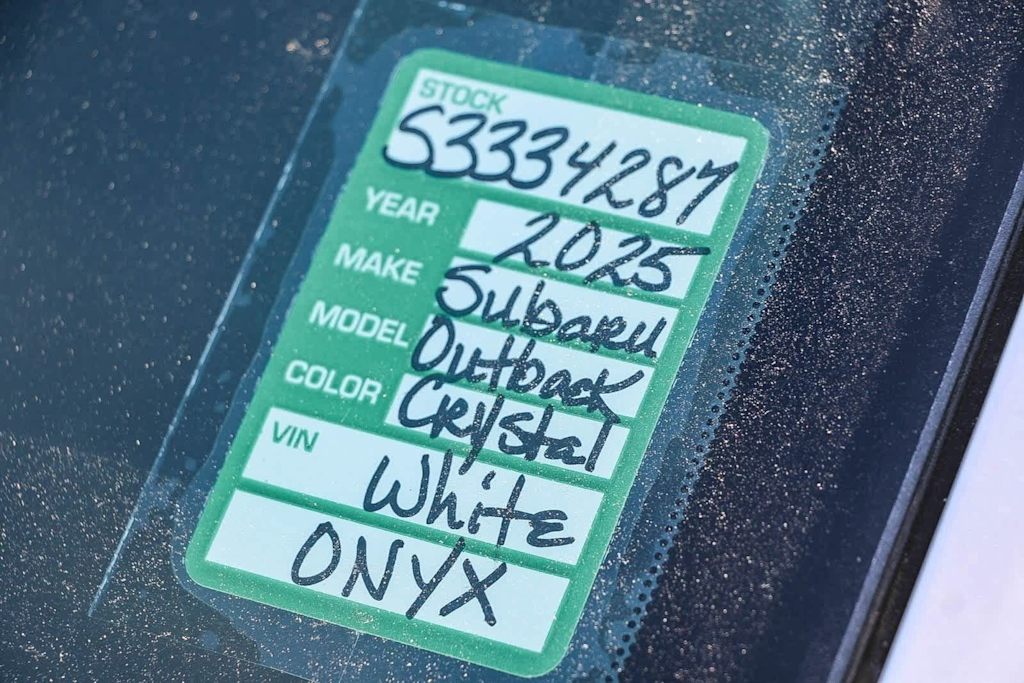 STOCK
S3334287
YEAR 2025
MAKE Subaru
MODEL Outback
COLOR Crystal
VIN White
ONYX